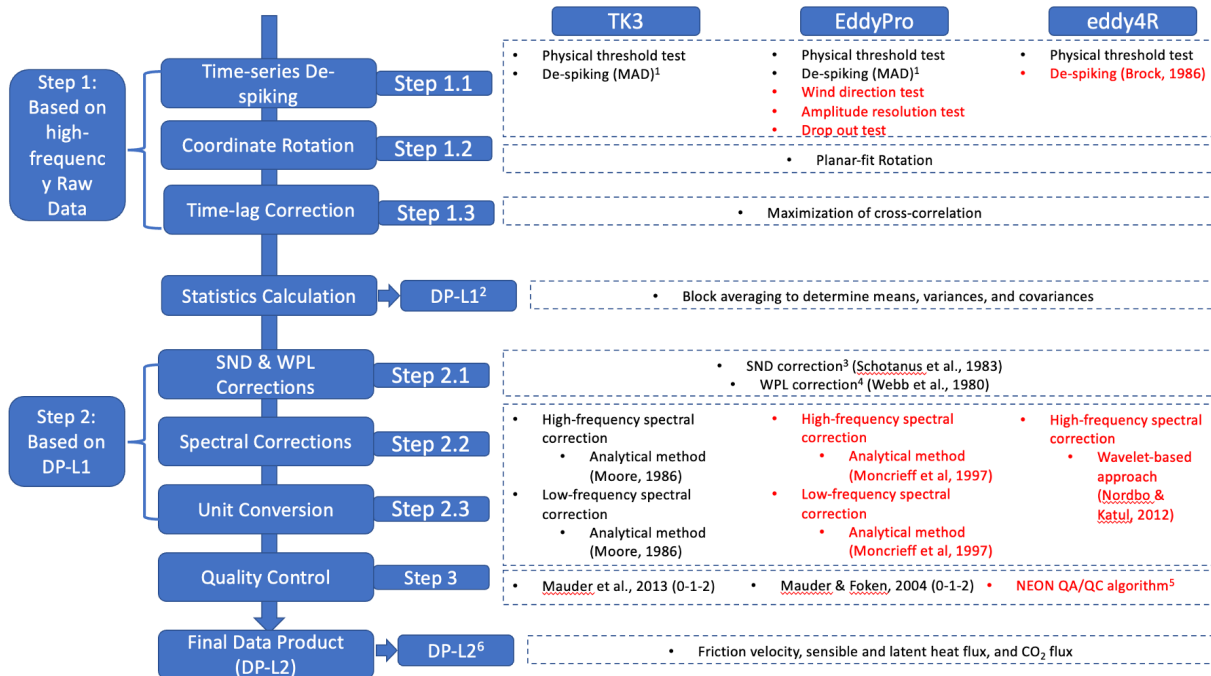 TK3
EddyPro
eddy4R
Step 1:
Based on
high-
frequenc
y Raw
Data
Time-series De-
spiking
Step 1.1
• Physical threshold test
• De-spiking (MAD)1
• Physical threshold test
• De-spiking (MAD)1
• Wind direction test
• Amplitude resolution test
• Drop out test
• Physical threshold test
• De-spiking (Brock, 1986)
Coordinate Rotation
Step 1.2
• Planar-fit Rotation
Time-lag Correction
Step 1.3
• Maximization of cross-correlation
Statistics Calculation
DP-L12
• Block averaging to determine means, variances, and covariances
Step 2:
Based on
DP-L1
SND & WPL
Corrections
Step 2.1
• SND correction3 (Schotanus et al., 1983)
• WPL correction4 (Webb et al., 1980)
Spectral Corrections
Step 2.2
• High-frequency spectral
correction
• Analytical method
(Moore, 1986)
• Low-frequency spectral
correction
• Analytical method
(Moore, 1986)
• High-frequency spectral
correction
• Analytical method
(Moncrieff et al, 1997)
• Low-frequency spectral
correction
• Analytical method
(Moncrieff et al, 1997)
• High-frequency spectral
correction
• Wavelet-based
approach
(Nordbo &
Katul, 2012)
Unit Conversion
Step 2.3
Quality Control
Step 3
• Mauder et al., 2013 (0-1-2)
• Mauder & Foken, 2004 (0-1-2)
• NEON QA/QC algorithm5
Final Data Product
(DP-L2)
DP-L26
• Friction velocity, sensible and latent heat flux, and CO2 flux